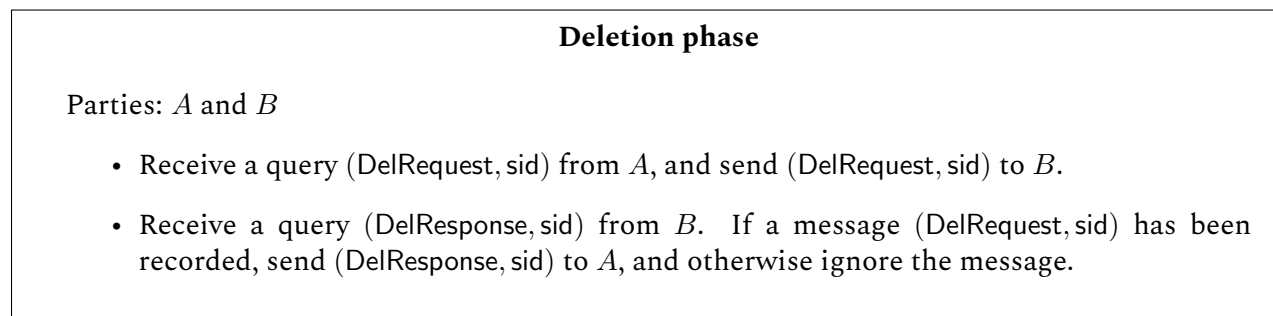 Deletion phase
Parties: A and B
• Receive a query (DelRequest, sid) from A, and send (DelRequest, sid) to B.
• Receive a query (DelResponse, sid) from B. If a message (DelRequest, sid) has been
recorded, send (DelResponse, sid) to A, and otherwise ignore the message.